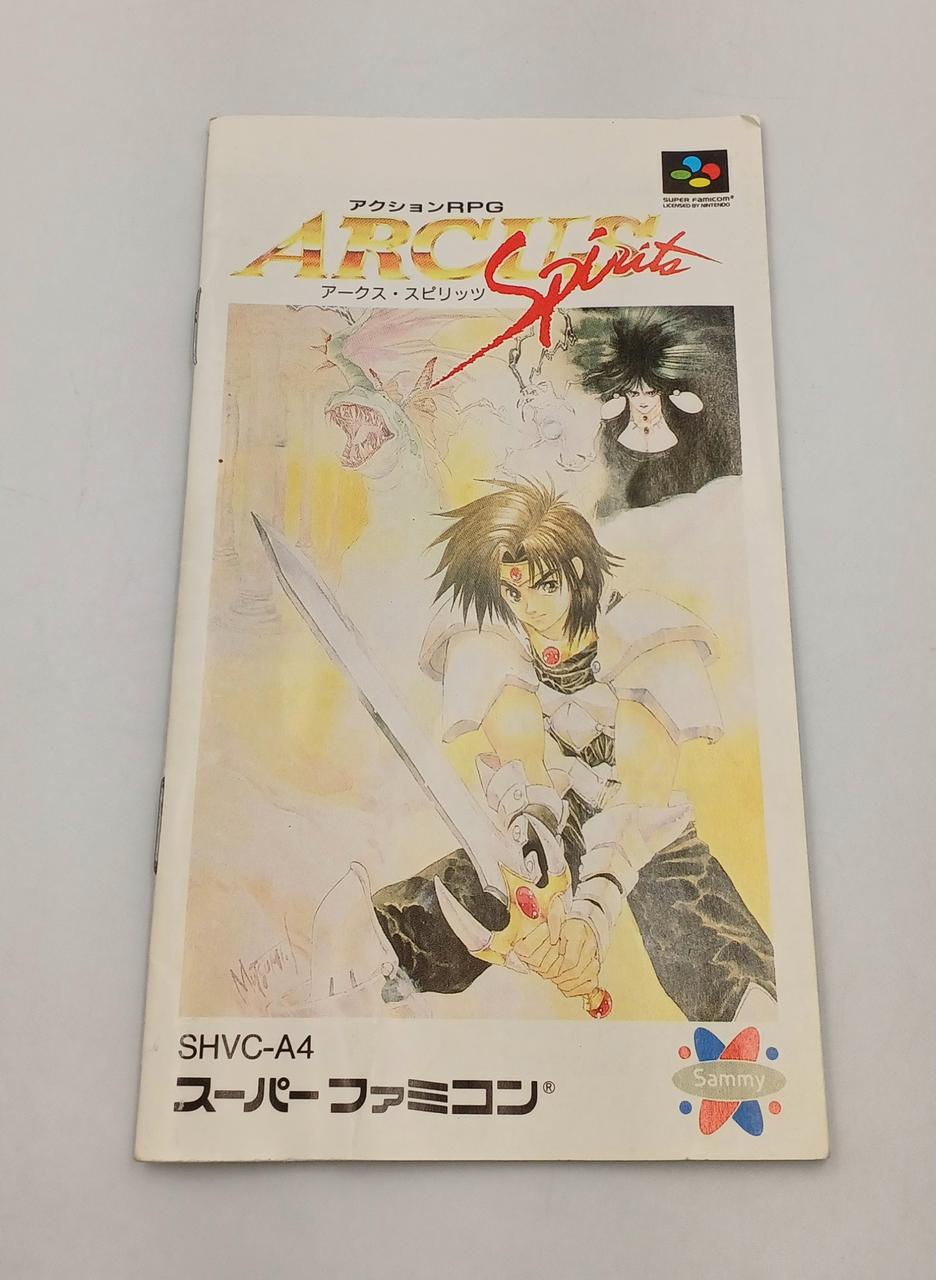 SUPER FAMICOM®
LICENSED BY NINTENDO
アクションRPG
ARCUS
Spirits
アークス・スピリッツ
SHVC-A4
スーパーファミコン®
Sammy